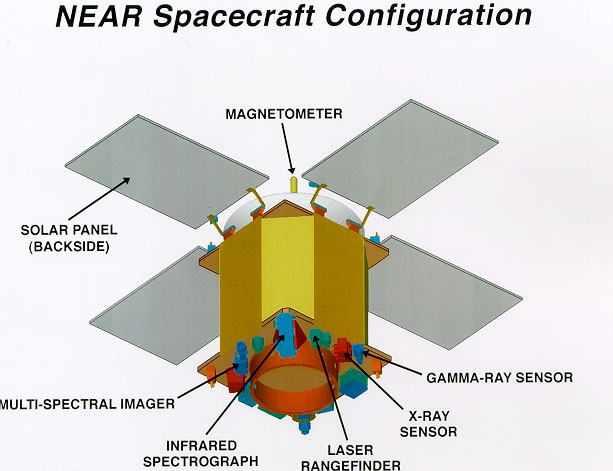 NEAR Spacecraft Configuration
MAGNETOMETER
SOLAR PANEL
(BACKSIDE)
GAMMA-RAY SENSOR
MULTI-SPECTRAL IMAGER
X-RAY
SENSOR
INFRARED
SPECTROGRAPH
LASER
RANGEFINDER